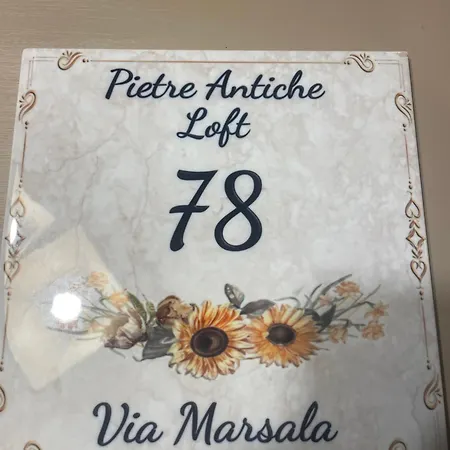 Pietre Antiche
Loft
78
Via Marsala